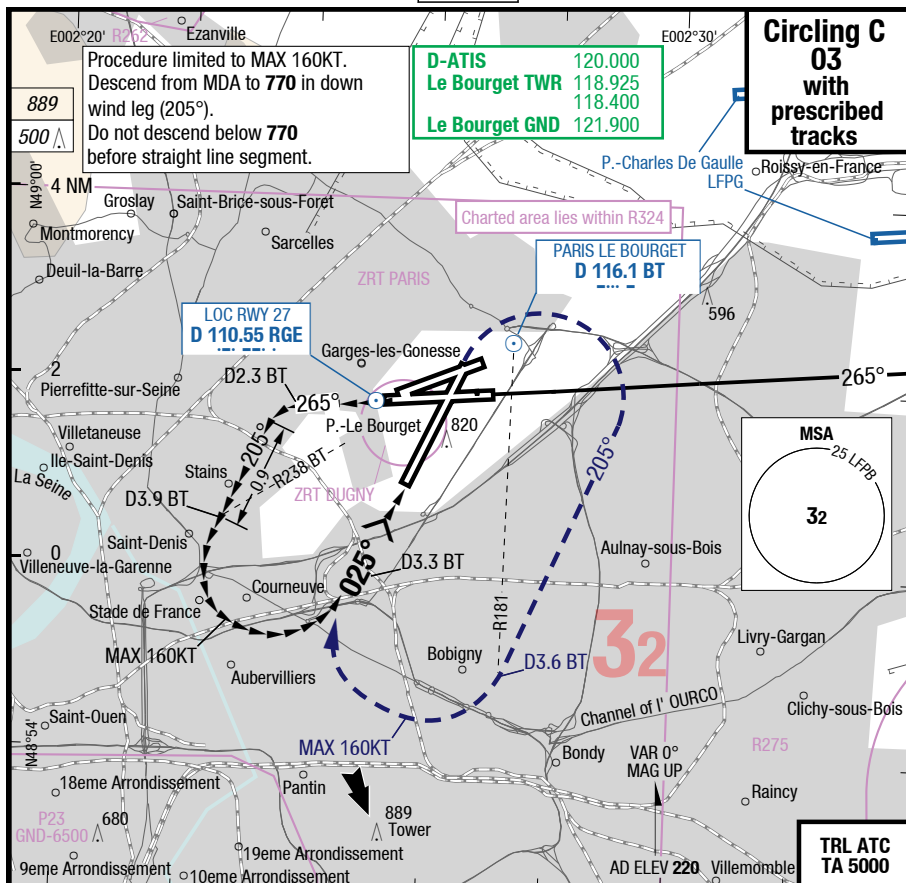 E002°20'
R262
Ezanville
E002°30'
Procedure limited to MAX 160KT.
Descend from MDA to 770 in down
wind leg (205°).
Do not descend below 770
before straight line segment.
D-ATIS 120.000
Le Bourget TWR 118.925
118.400
Le Bourget GND 121.900
Circling C
03
with
prescribed
tracks
889
500
N49°00'
4 NM
Groslay
Saint-Brice-sous-Foret
Montmorency
Sarcelles
Deuil-la-Barre
P.-Charles De Gaulle
LFPG
Roissy-en-France
Charted area lies within R324
PARIS LE BOURGET
D 116.1 BT
ZRT PARIS
596
LOC RWY 27
D 110.55 RGE
Garges-les-Gonesse
2
Pierrefitte-sur-Seine
D2.3 BT
265°
265°
P.-Le Bourget
820
Villetaneuse
Ile-Saint-Denis
La Seine
Stains
205°
0.9
R238 BT
ZRT DUGNY
205°
MSA
25 LFPB
32
D3.9 BT
Saint-Denis
0
Villeneuve-la-Garenne
025°
D3.3 BT
Aulnay-sous-Bois
Courneuve
Stade de France
R181
32
MAX 160KT
Aubervilliers
Bobigny
D3.6 BT
Livry-Gargan
Channel of l' OURCO
Clichy-sous-Bois
Saint-Ouen
N48°54'
MAX 160KT
Bondy
VAR 0°
MAG UP
R275
18eme Arrondissement
Pantin
Raincy
P23
GND-6500
680
889
Tower
19eme Arrondissement
9eme Arrondissement
10eme Arrondissement
AD ELEV 220
Villemomble
TRL ATC
TA 5000